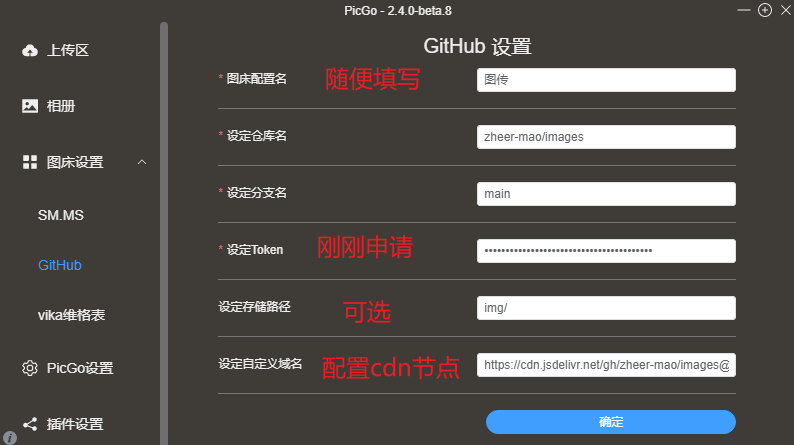 PicGo - 2.4.0-beta.8
上传区
相册
图床设置
SM.MS
GitHub
vika维格表
PicGo设置
插件设置
GitHub 设置
* 图床配置名 随便填写 图传
* 设定仓库名 zheer-mao/images
* 设定分支名 main
* 设定Token 刚刚申请 ••••••••••••••••••••••••••••••••••••••••
设定存储路径 可选 img/
设定自定义域名 配置cdn节点 https://cdn.jsdelivr.net/gh/zheer-mao/images@
确定